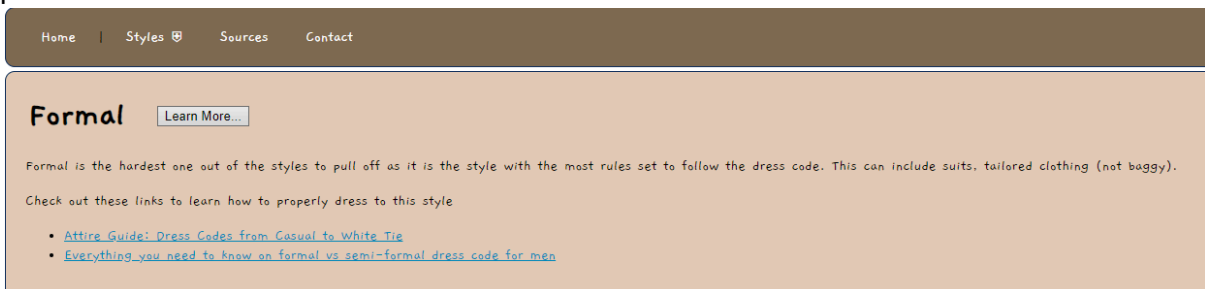 Home | Styles ⛨ Sources Contact
Formal Learn More...
Formal is the hardest one out of the styles to pull off as it is the style with the most rules set to follow the dress code. This can include suits, tailored clothing (not baggy).
Check out these links to learn how to properly dress to this style
• Attire Guide: Dress Codes from Casual to White Tie
• Everything you need to know on formal vs semi-formal dress code for men